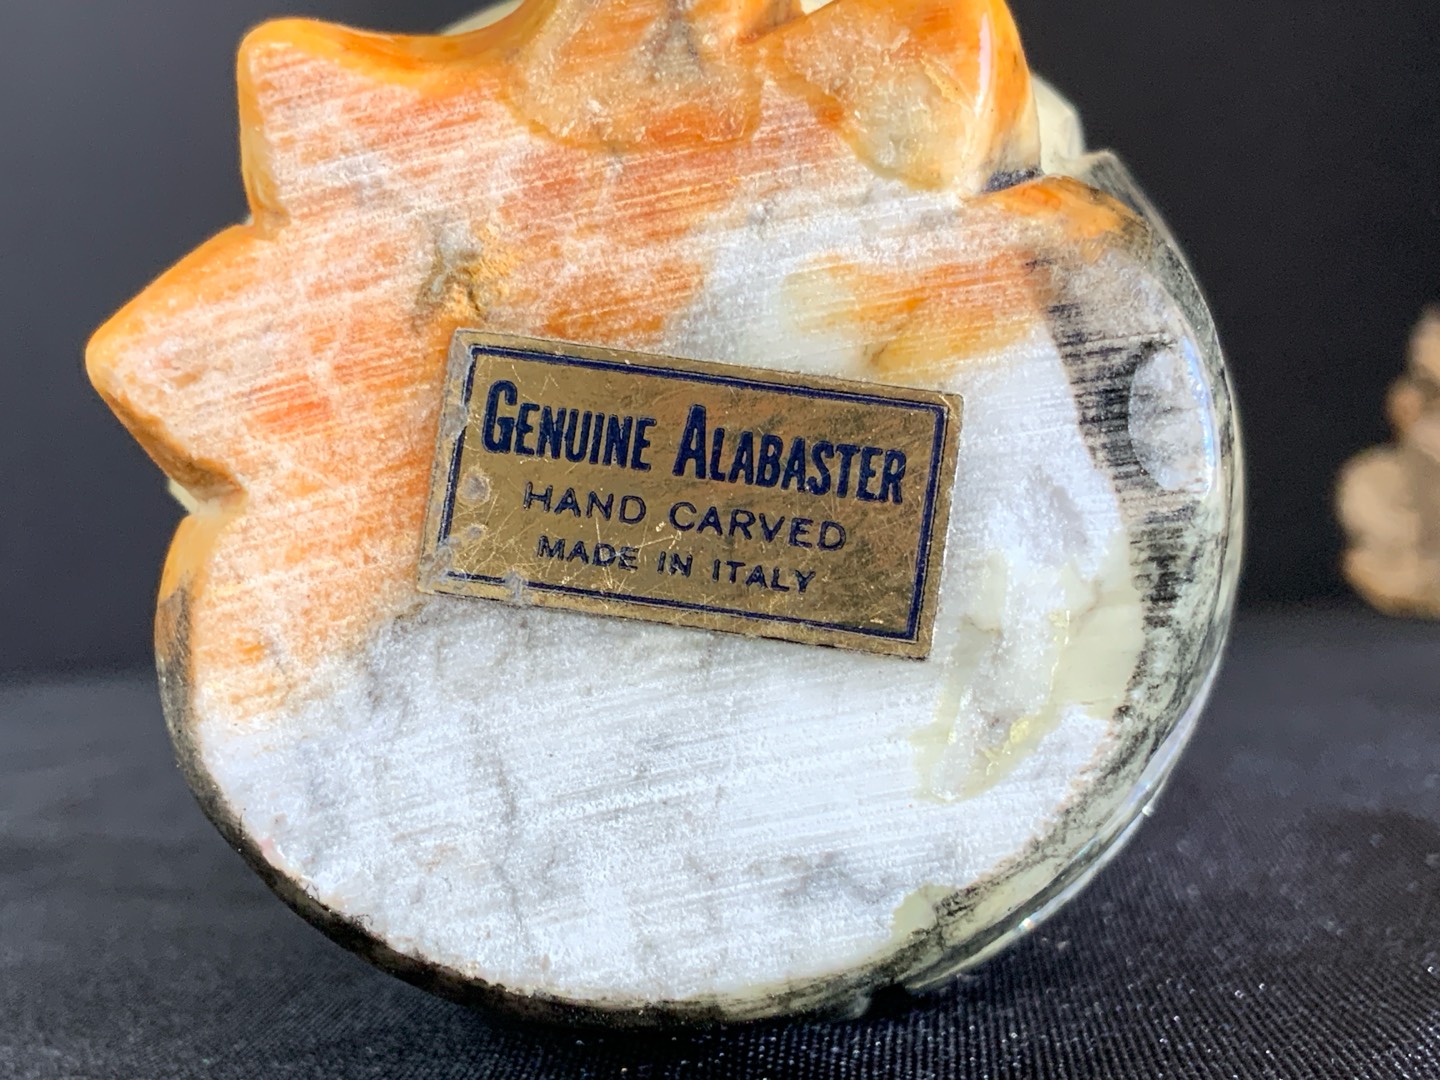 GENUINE ALABASTER
HAND CARVED
MADE IN ITALY